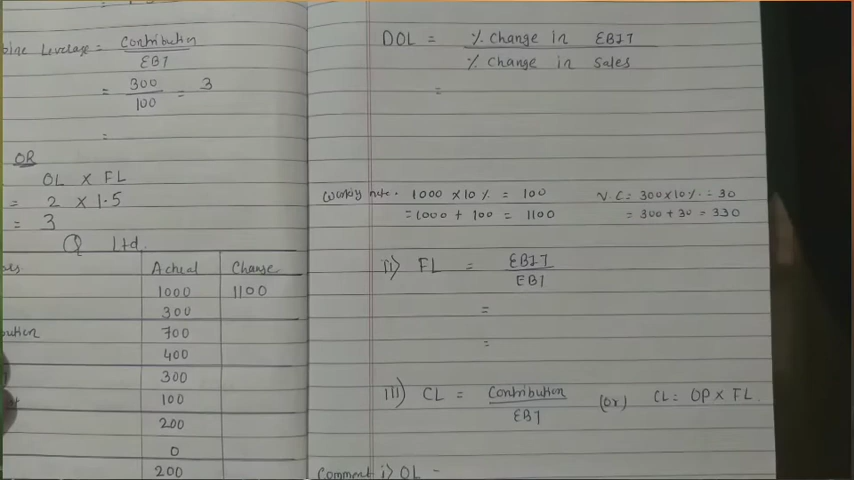 Leverage = Contribution
EBT
= 300 = 3
100
=
OR
OL X FL
= 2 X 1.5
= 3
Q Ltd.
Actual Change
1000 1100
300
700
400
300
100
200
0
200
DOL = % Change in EBIT
% Change in Sales
=
Working note. 1000 X 10 % = 100
= 1000 + 100 = 1100
V.C = 300 X 10 %. = 30
= 300 + 30 = 330
ii) FL = EBIT
EBT
=
=
iii) CL = Contribution (or) CL = OP X FL.
EBT
Comment i) OL -